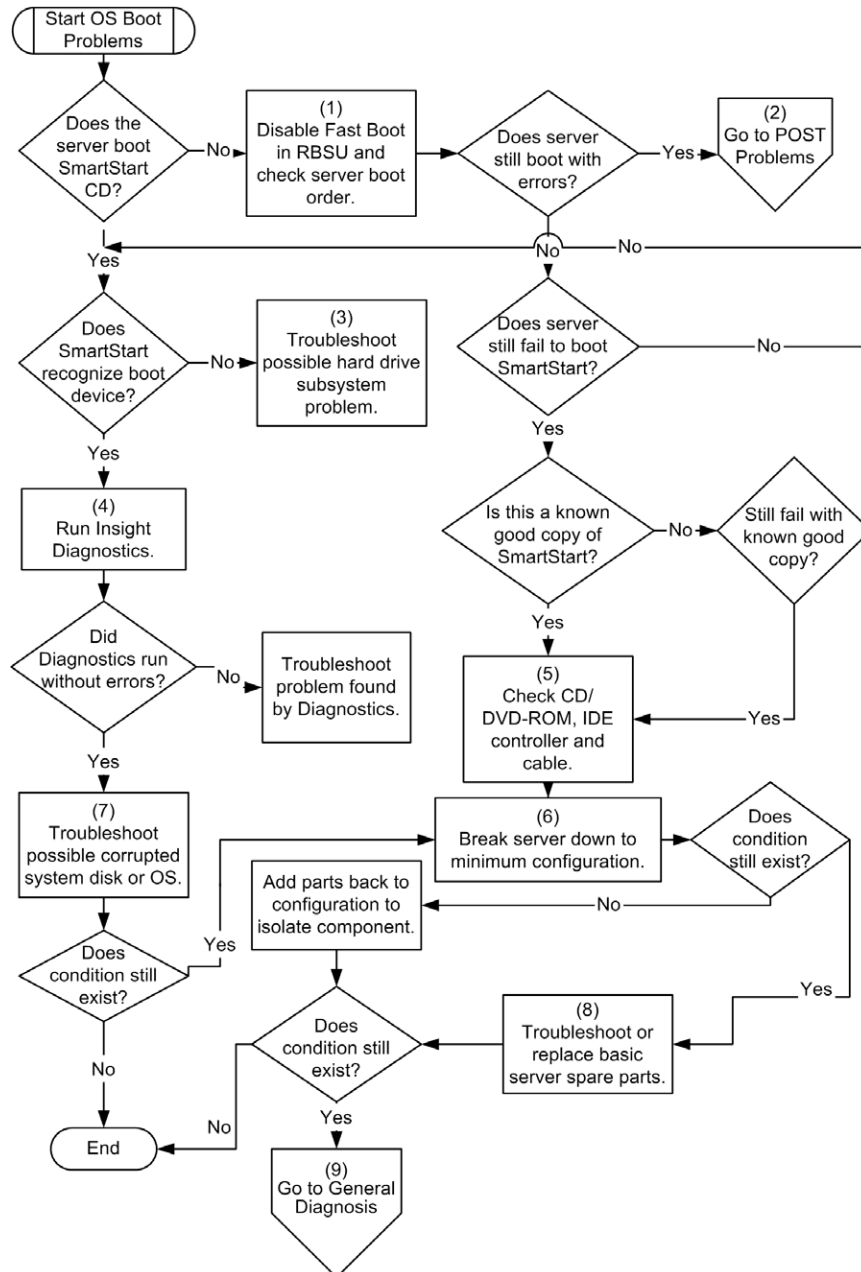 Start OS Boot
Problems
Does the
server boot
SmartStart
CD?
No
(1)
Disable Fast Boot
in RBSU and
check server boot
order.
Does server
still boot with
errors?
Yes
(2)
Go to POST
Problems
Yes
No
No
Does
SmartStart
recognize boot
device?
No
(3)
Troubleshoot
possible hard drive
subsystem
problem.
Does server
still fail to boot
SmartStart?
No
Yes
Yes
(4)
Run Insight
Diagnostics.
Is this a known
good copy of
SmartStart?
No
Still fail with
known good
copy?
Yes
Did
Diagnostics run
without errors?
No
Troubleshoot
problem found
by Diagnostics.
(5)
Check CD/
DVD-ROM, IDE
controller and
cable.
Yes
Yes
(7)
Troubleshoot
possible corrupted
system disk or OS.
(6)
Break server down to
minimum configuration.
Does
condition
still exist?
No
Add parts back to
configuration to
isolate component.
Yes
Does
condition still
exist?
Yes
(8)
Troubleshoot or
replace basic
server spare parts.
Does
condition still
exist?
No
No
Yes
End
(9)
Go to General
Diagnosis